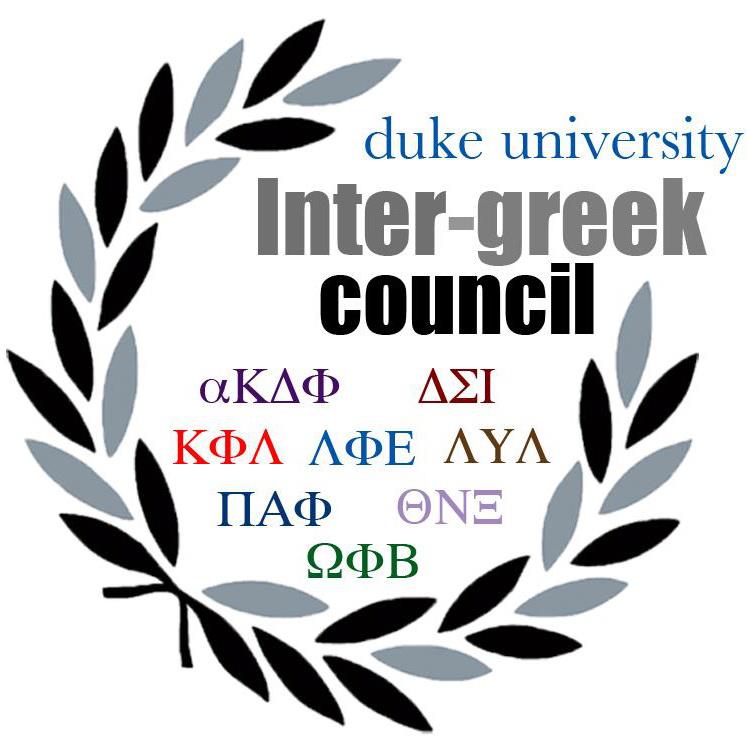 duke university
Inter-greek
council
αΚΔΦ ΔΣΙ
ΚΦΛ ΛΦΕ ΛΥΛ
ΠΑΦ ΘΝΞ
ΩΦΒ